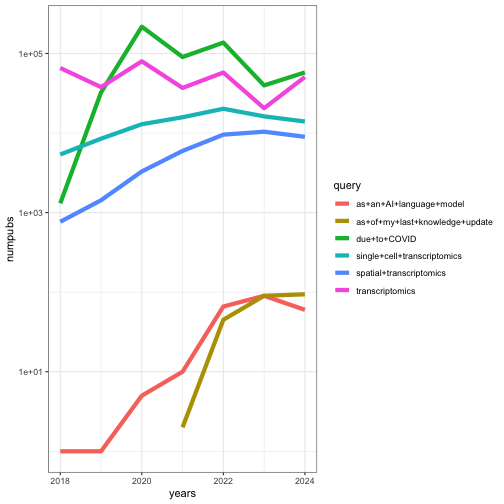 1e+05
1e+03
1e+01
numpubs
2018
2020
2022
2024
years
query
as+an+AI+language+model
as+of+my+last+knowledge+update
due+to+COVID
single+cell+transcriptomics
spatial+transcriptomics
transcriptomics